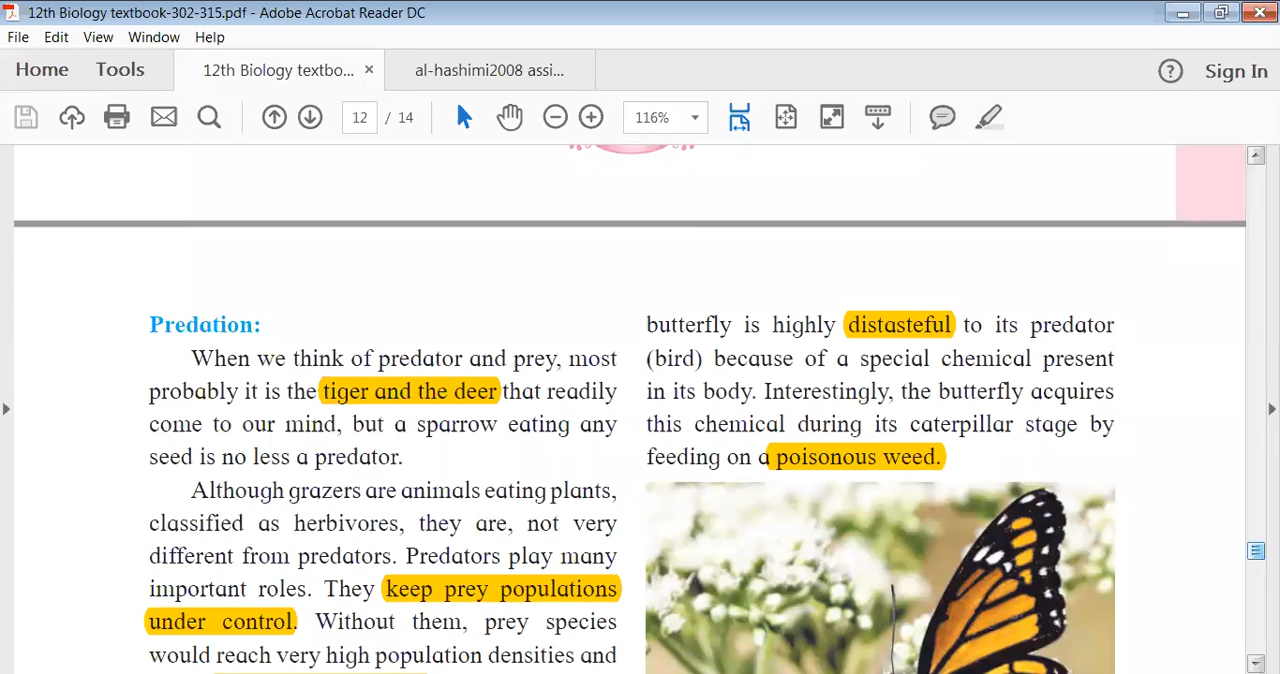 12th Biology textbook-302-315.pdf - Adobe Acrobat Reader DC
File Edit View Window Help
Home Tools 12th Biology textbo... × al-hashimi2008 assi... ? Sign In
12 / 14 116%
Predation:
When we think of predator and prey, most
probably it is the tiger and the deer that readily
come to our mind, but a sparrow eating any
seed is no less a predator.
Although grazers are animals eating plants,
classified as herbivores, they are, not very
different from predators. Predators play many
important roles. They keep prey populations
under control. Without them, prey species
would reach very high population densities and
butterfly is highly distasteful to its predator
(bird) because of a special chemical present
in its body. Interestingly, the butterfly acquires
this chemical during its caterpillar stage by
feeding on a poisonous weed.